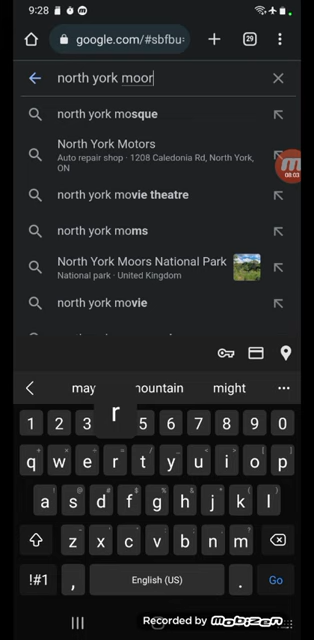 9:28
google.com/#sbfbu
29
north york moor
north york mosque
North York Motors
Auto repair shop · 1208 Caledonia Rd, North York,
ON
08:03
north york movie theatre
north york moms
North York Moors National Park
National park · United Kingdom
north york movie
may mountain might
r
1 2 3 5 6 7 8 9 0
q w e r t y u i o p
a s d f g h j k l
z x c v b n m
!#1 , English (US) . Go
Recorded by Mobizen